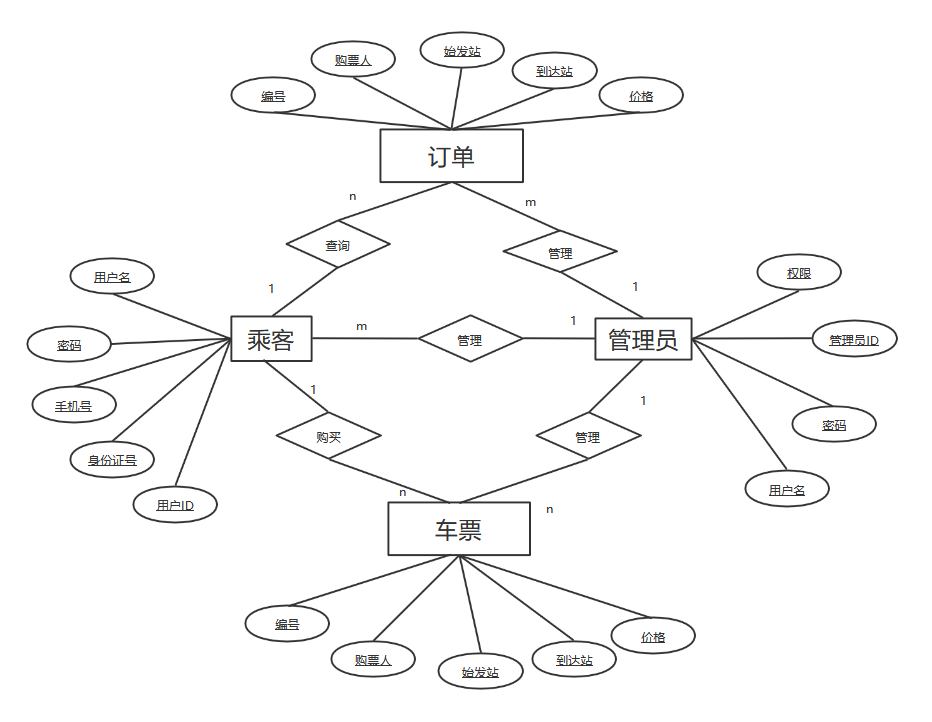 始发站
购票人
到达站
编号
价格
订单
n
m
查询
管理
用户名
权限
1
1
m
1
密码
乘客
管理
管理员
管理员ID
1
1
手机号
密码
购买
管理
身份证号
用户ID
用户名
n
n
车票
编号
价格
购票人
始发站
到达站